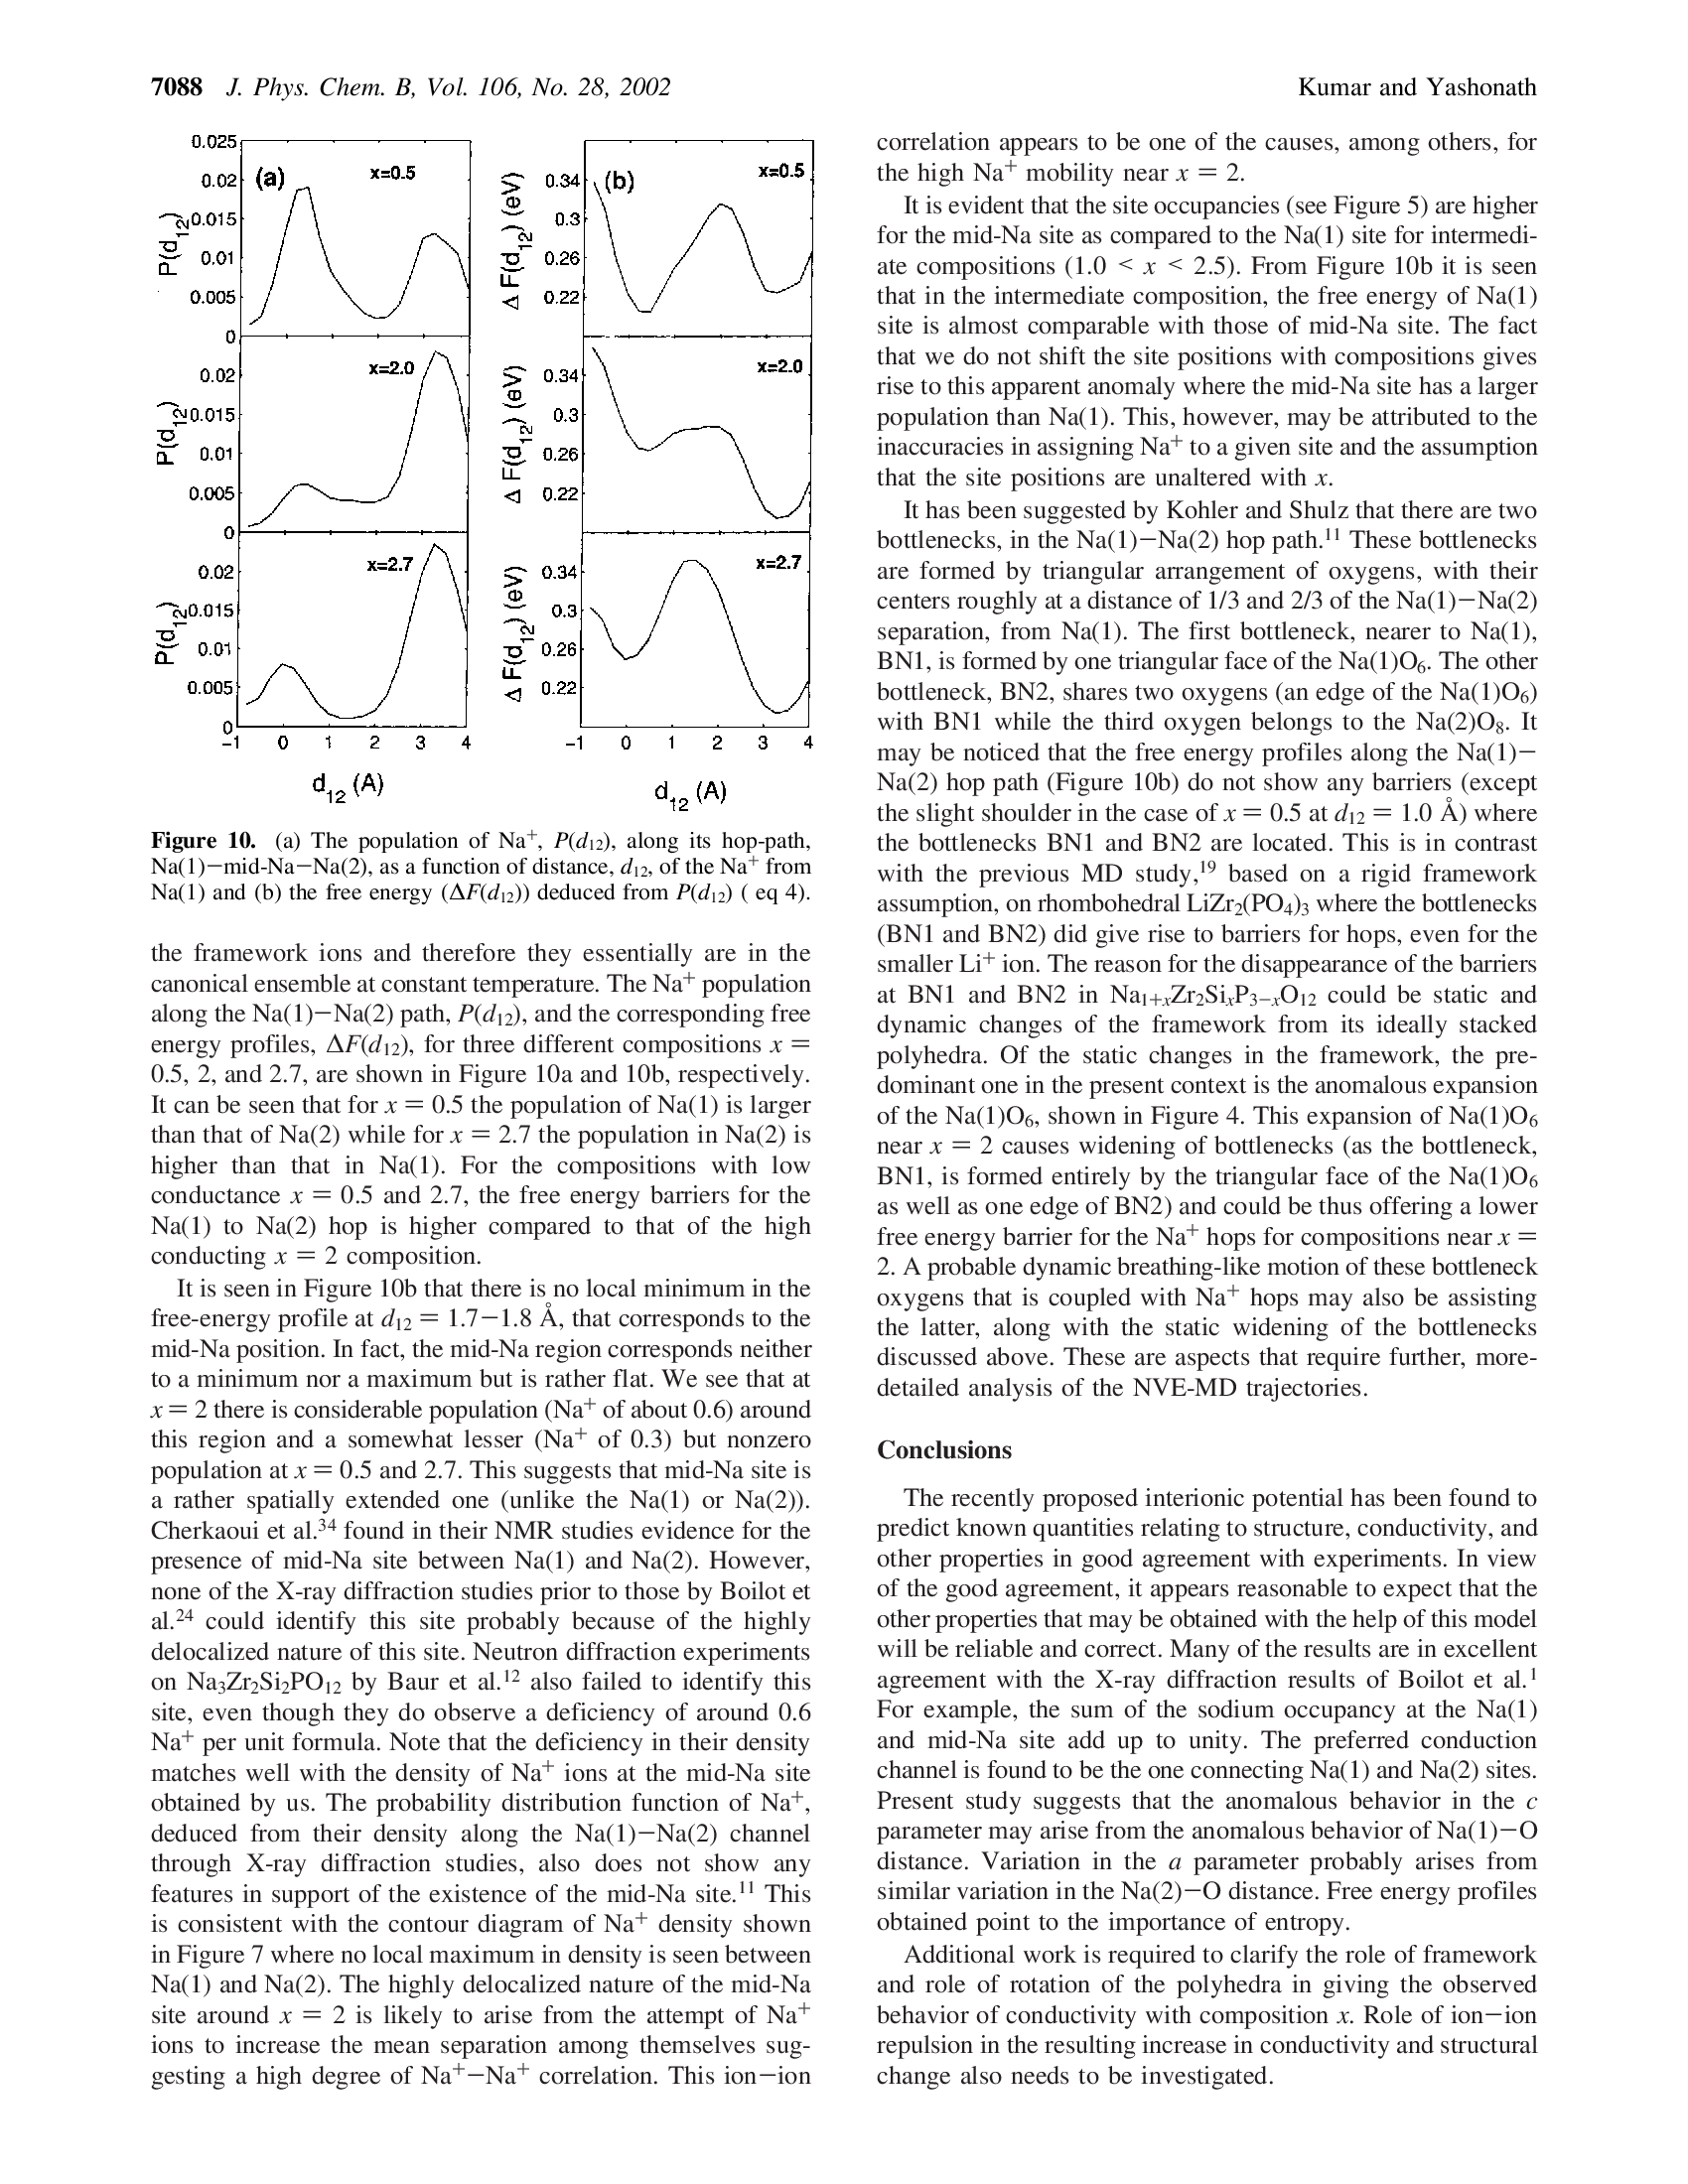 7088 J. Phys. Chem. B, Vol. 106, No. 28, 2002
Kumar and Yashonath
(a)
x=0.5
0.025
0.02
0.015
0.01
0.005
0
P(d12)
x=2.0
0.02
0.015
0.01
0.005
0
P(d12)
x=2.7
0.02
0.015
0.01
0.005
0
P(d12)
-1 0 1 2 3 4
d12 (A)
(b)
x=0.5
0.34
0.3
0.26
0.22
Δ F(d12) (eV)
x=2.0
0.34
0.3
0.26
0.22
Δ F(d12) (eV)
x=2.7
0.34
0.3
0.26
0.22
Δ F(d12) (eV)
-1 0 1 2 3 4
d12 (A)
Figure 10. (a) The population of Na+, P(d12), along its hop-path,
Na(1)−mid-Na−Na(2), as a function of distance, d12, of the Na+ from
Na(1) and (b) the free energy (ΔF(d12)) deduced from P(d12) ( eq 4).
the framework ions and therefore they essentially are in the
canonical ensemble at constant temperature. The Na+ population
along the Na(1)−Na(2) path, P(d12), and the corresponding free
energy profiles, ΔF(d12), for three different compositions x =
0.5, 2, and 2.7, are shown in Figure 10a and 10b, respectively.
It can be seen that for x = 0.5 the population of Na(1) is larger
than that of Na(2) while for x = 2.7 the population in Na(2) is
higher than that in Na(1). For the compositions with low
conductance x = 0.5 and 2.7, the free energy barriers for the
Na(1) to Na(2) hop is higher compared to that of the high
conducting x = 2 composition.
It is seen in Figure 10b that there is no local minimum in the
free-energy profile at d12 = 1.7−1.8 Å, that corresponds to the
mid-Na position. In fact, the mid-Na region corresponds neither
to a minimum nor a maximum but is rather flat. We see that at
x = 2 there is considerable population (Na+ of about 0.6) around
this region and a somewhat lesser (Na+ of 0.3) but nonzero
population at x = 0.5 and 2.7. This suggests that mid-Na site is
a rather spatially extended one (unlike the Na(1) or Na(2)).
Cherkaoui et al.34 found in their NMR studies evidence for the
presence of mid-Na site between Na(1) and Na(2). However,
none of the X-ray diffraction studies prior to those by Boilot et
al.24 could identify this site probably because of the highly
delocalized nature of this site. Neutron diffraction experiments
on Na3Zr2Si2PO12 by Baur et al.12 also failed to identify this
site, even though they do observe a deficiency of around 0.6
Na+ per unit formula. Note that the deficiency in their density
matches well with the density of Na+ ions at the mid-Na site
obtained by us. The probability distribution function of Na+,
deduced from their density along the Na(1)−Na(2) channel
through X-ray diffraction studies, also does not show any
features in support of the existence of the mid-Na site.11 This
is consistent with the contour diagram of Na+ density shown
in Figure 7 where no local maximum in density is seen between
Na(1) and Na(2). The highly delocalized nature of the mid-Na
site around x = 2 is likely to arise from the attempt of Na+
ions to increase the mean separation among themselves sug-
gesting a high degree of Na+−Na+ correlation. This ion−ion
correlation appears to be one of the causes, among others, for
the high Na+ mobility near x = 2.
It is evident that the site occupancies (see Figure 5) are higher
for the mid-Na site as compared to the Na(1) site for intermedi-
ate compositions (1.0 < x < 2.5). From Figure 10b it is seen
that in the intermediate composition, the free energy of Na(1)
site is almost comparable with those of mid-Na site. The fact
that we do not shift the site positions with compositions gives
rise to this apparent anomaly where the mid-Na site has a larger
population than Na(1). This, however, may be attributed to the
inaccuracies in assigning Na+ to a given site and the assumption
that the site positions are unaltered with x.
It has been suggested by Kohler and Shulz that there are two
bottlenecks, in the Na(1)−Na(2) hop path.11 These bottlenecks
are formed by triangular arrangement of oxygens, with their
centers roughly at a distance of 1/3 and 2/3 of the Na(1)−Na(2)
separation, from Na(1). The first bottleneck, nearer to Na(1),
BN1, is formed by one triangular face of the Na(1)O6. The other
bottleneck, BN2, shares two oxygens (an edge of the Na(1)O6)
with BN1 while the third oxygen belongs to the Na(2)O8. It
may be noticed that the free energy profiles along the Na(1)−
Na(2) hop path (Figure 10b) do not show any barriers (except
the slight shoulder in the case of x = 0.5 at d12 = 1.0 Å) where
the bottlenecks BN1 and BN2 are located. This is in contrast
with the previous MD study,19 based on a rigid framework
assumption, on rhombohedral LiZr2(PO4)3 where the bottlenecks
(BN1 and BN2) did give rise to barriers for hops, even for the
smaller Li+ ion. The reason for the disappearance of the barriers
at BN1 and BN2 in Na1+xZr2SixP3−xO12 could be static and
dynamic changes of the framework from its ideally stacked
polyhedra. Of the static changes in the framework, the pre-
dominant one in the present context is the anomalous expansion
of the Na(1)O6, shown in Figure 4. This expansion of Na(1)O6
near x = 2 causes widening of bottlenecks (as the bottleneck,
BN1, is formed entirely by the triangular face of the Na(1)O6
as well as one edge of BN2) and could be thus offering a lower
free energy barrier for the Na+ hops for compositions near x =
2. A probable dynamic breathing-like motion of these bottleneck
oxygens that is coupled with Na+ hops may also be assisting
the latter, along with the static widening of the bottlenecks
discussed above. These are aspects that require further, more-
detailed analysis of the NVE-MD trajectories.
Conclusions
The recently proposed interionic potential has been found to
predict known quantities relating to structure, conductivity, and
other properties in good agreement with experiments. In view
of the good agreement, it appears reasonable to expect that the
other properties that may be obtained with the help of this model
will be reliable and correct. Many of the results are in excellent
agreement with the X-ray diffraction results of Boilot et al.1
For example, the sum of the sodium occupancy at the Na(1)
and mid-Na site add up to unity. The preferred conduction
channel is found to be the one connecting Na(1) and Na(2) sites.
Present study suggests that the anomalous behavior in the c
parameter may arise from the anomalous behavior of Na(1)−O
distance. Variation in the a parameter probably arises from
similar variation in the Na(2)−O distance. Free energy profiles
obtained point to the importance of entropy.
Additional work is required to clarify the role of framework
and role of rotation of the polyhedra in giving the observed
behavior of conductivity with composition x. Role of ion−ion
repulsion in the resulting increase in conductivity and structural
change also needs to be investigated.